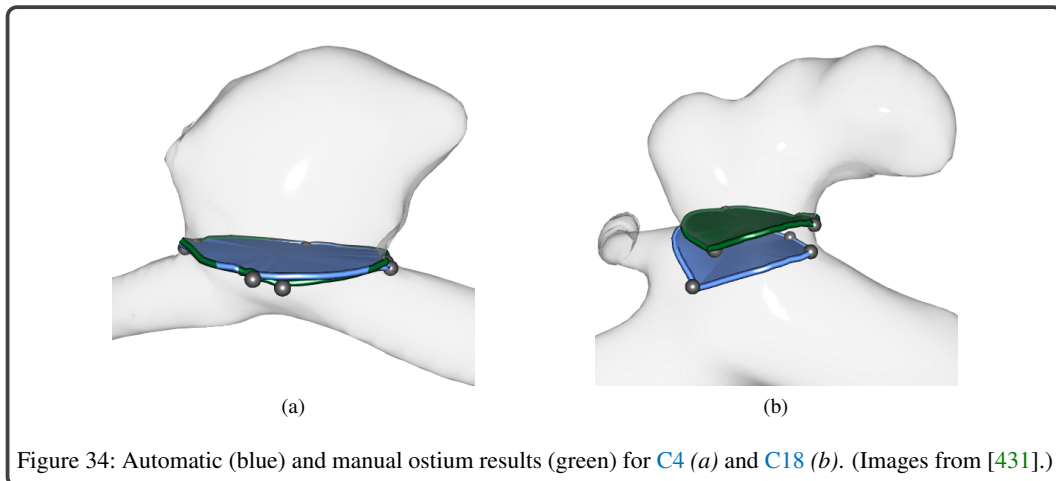 (a)
(b)
Figure 34: Automatic (blue) and manual ostium results (green) for C4 (a) and C18 (b). (Images from [431].)